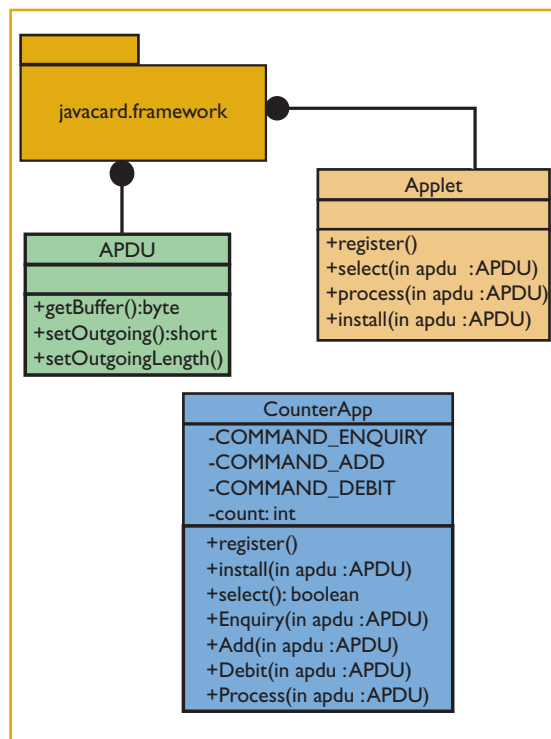 javacard.framework
Applet
+register()
+select(in apdu :APDU)
+process(in apdu :APDU)
+install(in apdu :APDU)
APDU
+getBuffer():byte
+setOutgoing():short
+setOutgoingLength()
CounterApp
-COMMAND_ENQUIRY
-COMMAND_ADD
-COMMAND_DEBIT
-count: int
+register()
+install(in apdu :APDU)
+select(): boolean
+Enquiry(in apdu :APDU)
+Add(in apdu :APDU)
+Debit(in apdu :APDU)
+Process(in apdu :APDU)